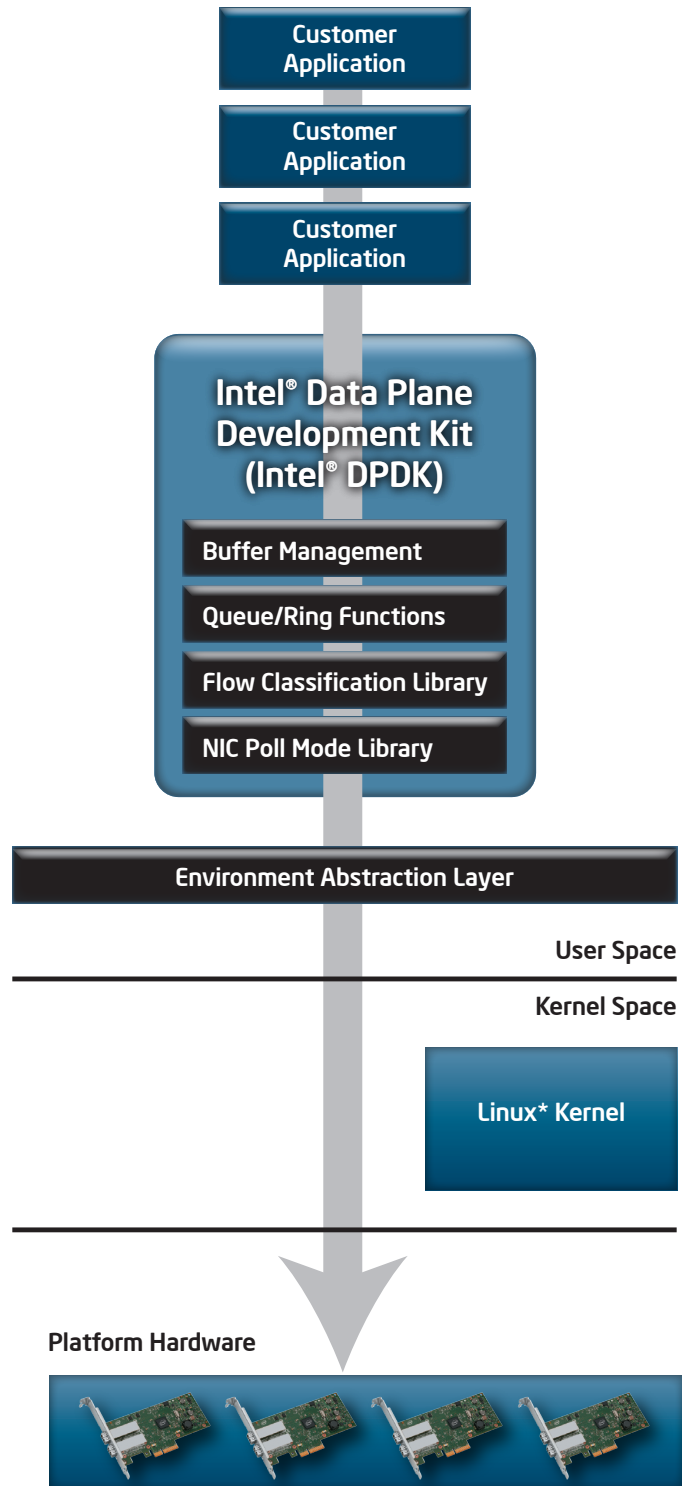 Customer
Application
Customer
Application
Customer
Application
Intel® Data Plane
Development Kit
(Intel® DPDK)
Buffer Management
Queue/Ring Functions
Flow Classification Library
NIC Poll Mode Library
Environment Abstraction Layer
User Space
Kernel Space
Linux* Kernel
Platform Hardware